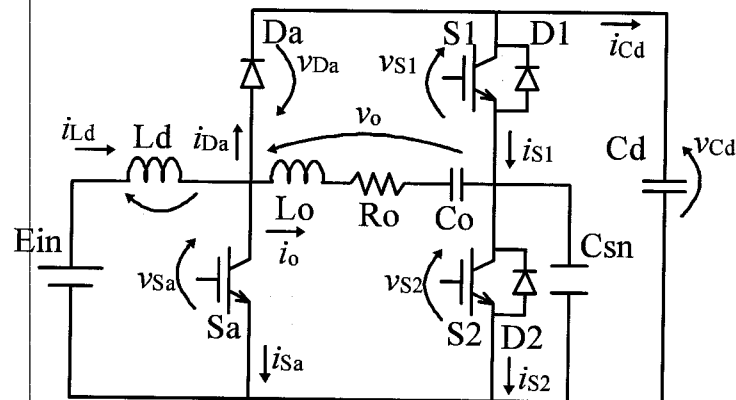 Da
S1
D1
iCd
vDa
vS1
vo
iLd
Ld
iDa
iS1
Cd
vCd
Lo
Ro
Co
Ein
io
Csn
vSa
vS2
Sa
S2
D2
iSa
iS2